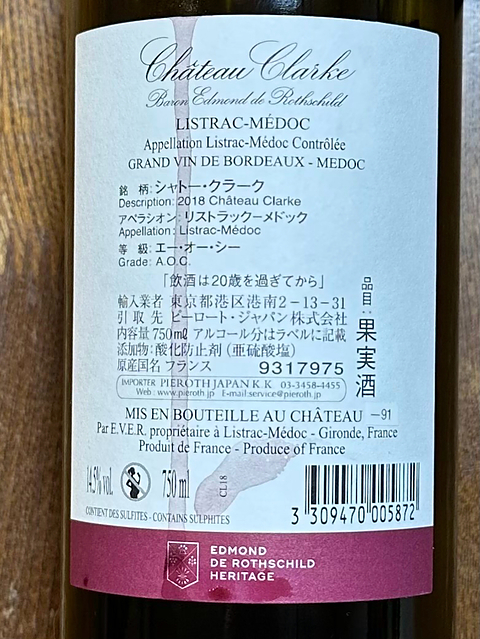 Château Clarke
Baron Edmond de Rothschild
LISTRAC-MÉDOC
Appellation Listrac-Médoc Contrôlée
GRAND VIN DE BORDEAUX - MEDOC
銘 柄: シャトー・クラーク
Description: 2018 Château Clarke
アペラシオン: リストラックーメドック
Appellation: Listrac-Médoc
等 級: エー・オー・シー
Grade: A.O.C.
「飲酒は20歳を過ぎてから」
輸入業者 東京都港区港南2-13-31
引 取 先 ピーロート・ジャパン株式会社
内容量 750㎖ アルコール分はラベルに記載
添加物: 酸化防止剤 (亜硫酸塩)
原産国名 フランス 9317975
品目: 果実酒
IMPORTER PIEROTH JAPAN K.K. 03-3458-4455
Web: www.pieroth.jp E-mail:service@pieroth.jp
MIS EN BOUTEILLE AU CHÂTEAU -91
Par E.V.E.R. propriétaire à Listrac-Médoc - Gironde, France
Produit de France - Produce of France
14.5% vol. 750 ml
CL18
CONTIENT DES SULFITES - CONTAINS SULPHITES
3 309470 005872
EDMOND
DE ROTHSCHILD
HERITAGE